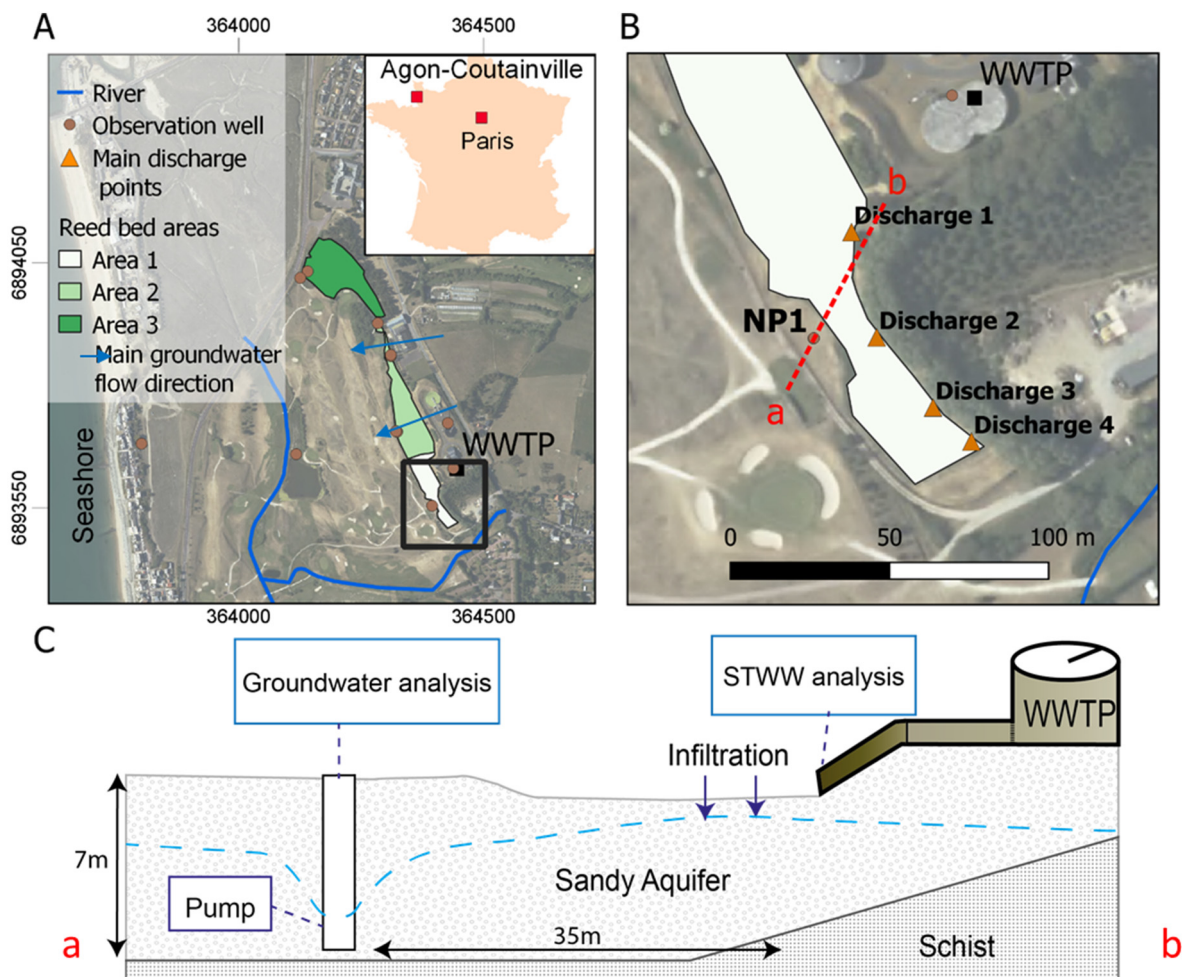 A
364000
364500
River
Observation well
Main discharge
points
Reed bed areas
Area 1
Area 2
Area 3
Main groundwater
flow direction
Agon-Coutainville
Paris
6894050
6893550
Seashore
WWTP
364000
364500
B
WWTP
b
Discharge 1
NP1
Discharge 2
a
Discharge 3
Discharge 4
0
50
100 m
C
Groundwater analysis
STWW analysis
WWTP
Infiltration
7m
Pump
Sandy Aquifer
a
35m
Schist
b